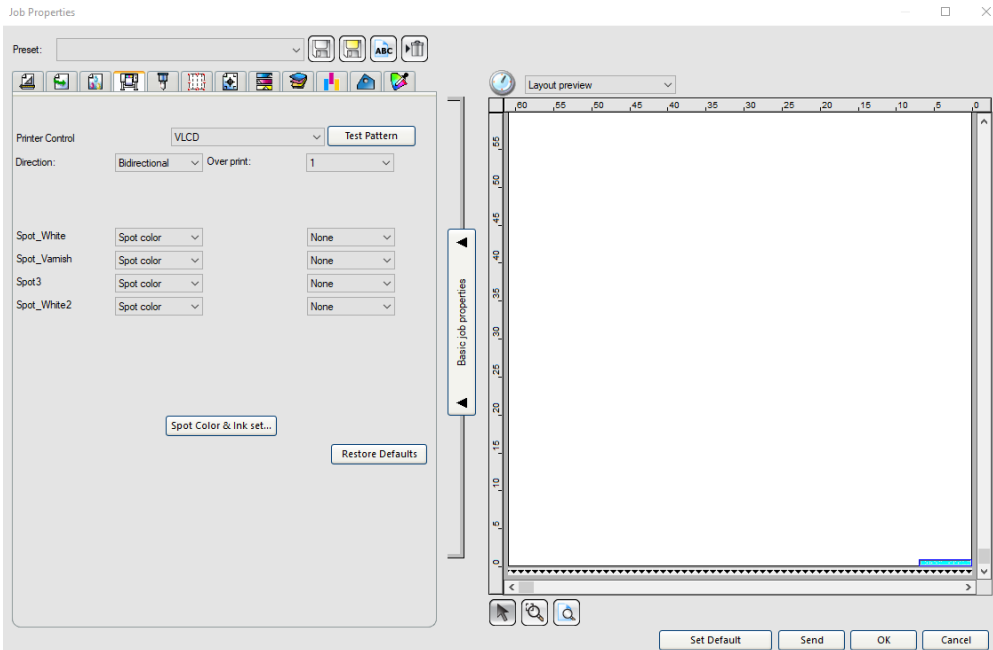 Job Properties
Preset:
ABC
Layout preview
60 55 50 45 40 35 30 25 20 15 10 5 0
Printer Control VLCD Test Pattern
Direction: Bidirectional Over print: 1
Spot_White Spot color None
Spot_Varnish Spot color None
Spot3 Spot color None
Spot_White2 Spot color None
Spot Color & Ink set...
Restore Defaults
Basic job properties
55
50
45
40
35
30
25
20
15
10
5
0
Set Default Send OK Cancel